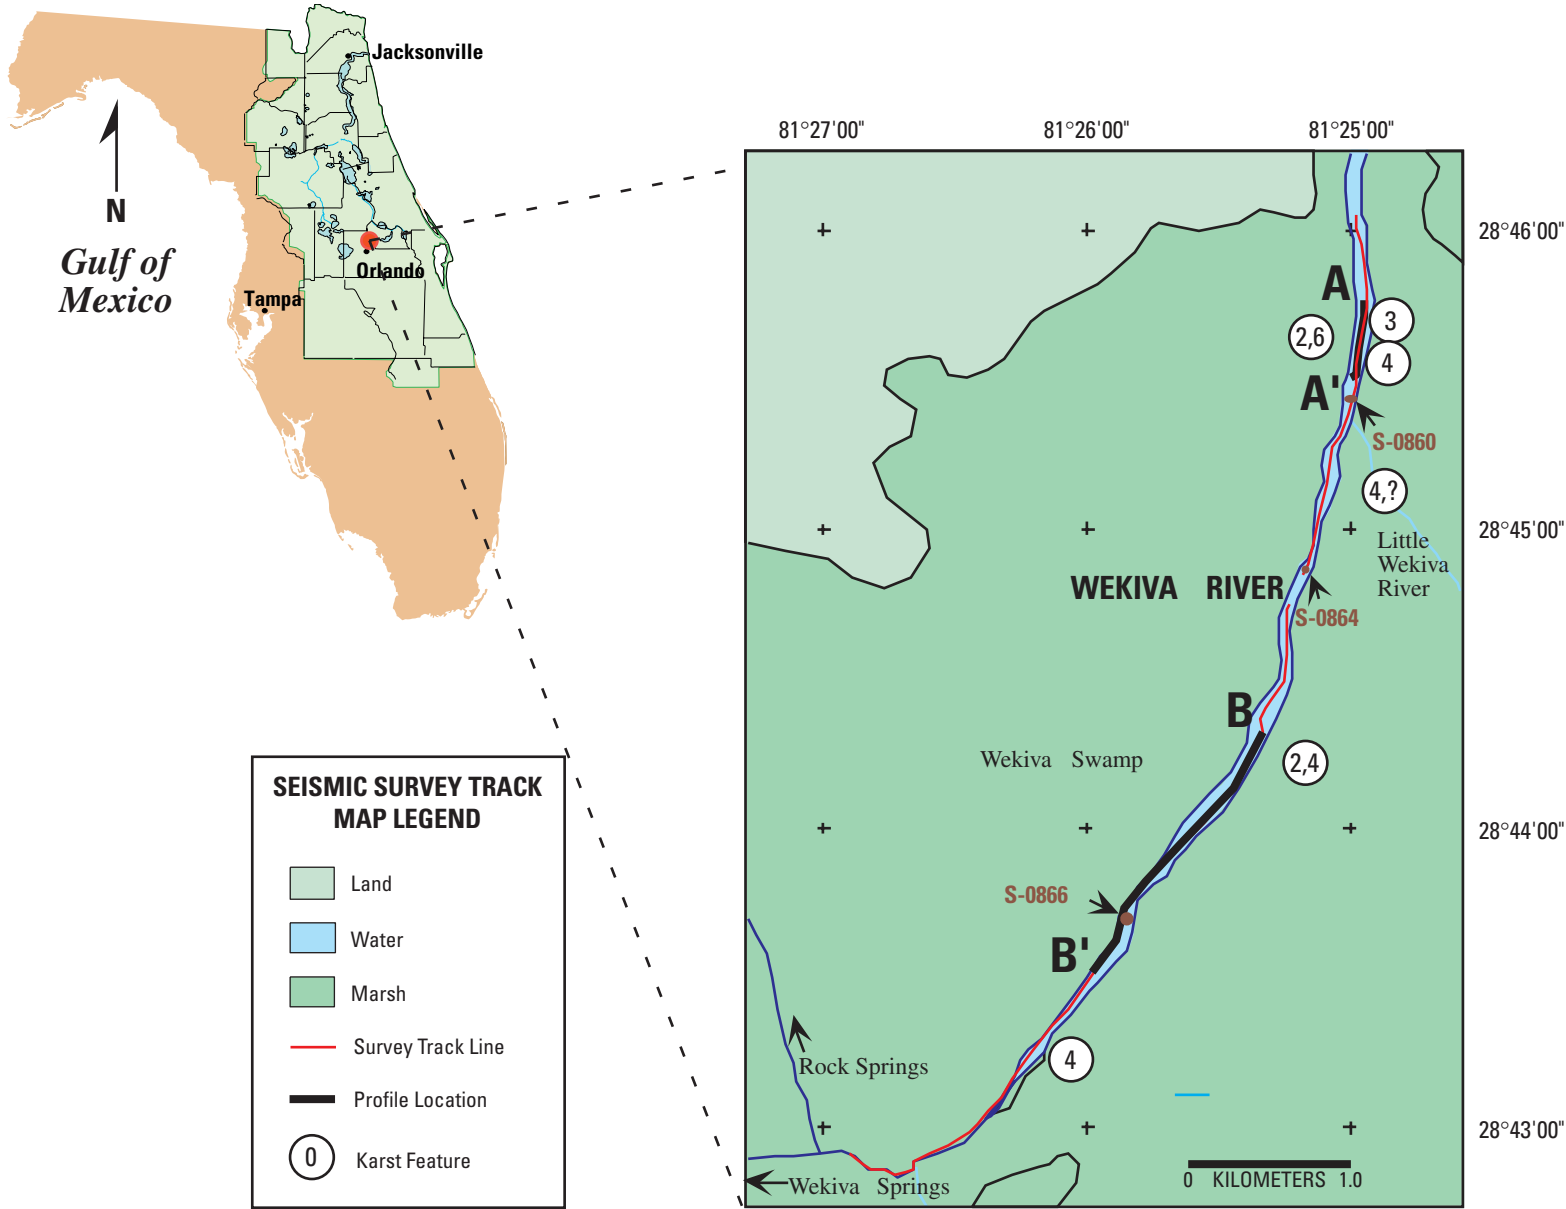 Jacksonville
N
Gulf of
Mexico
Orlando
Tampa
81°27'00"
81°26'00"
81°25'00"
28°46'00"
A
3
2,6
4
A'
S-0860
4,?
28°45'00"
Little
Wekiva
River
WEKIVA RIVER
S-0864
B
Wekiva Swamp
2,4
28°44'00"
S-0866
B'
4
Rock Springs
28°43'00"
0 KILOMETERS 1.0
Wekiva Springs
SEISMIC SURVEY TRACK
MAP LEGEND
Land
Water
Marsh
Survey Track Line
Profile Location
0 Karst Feature